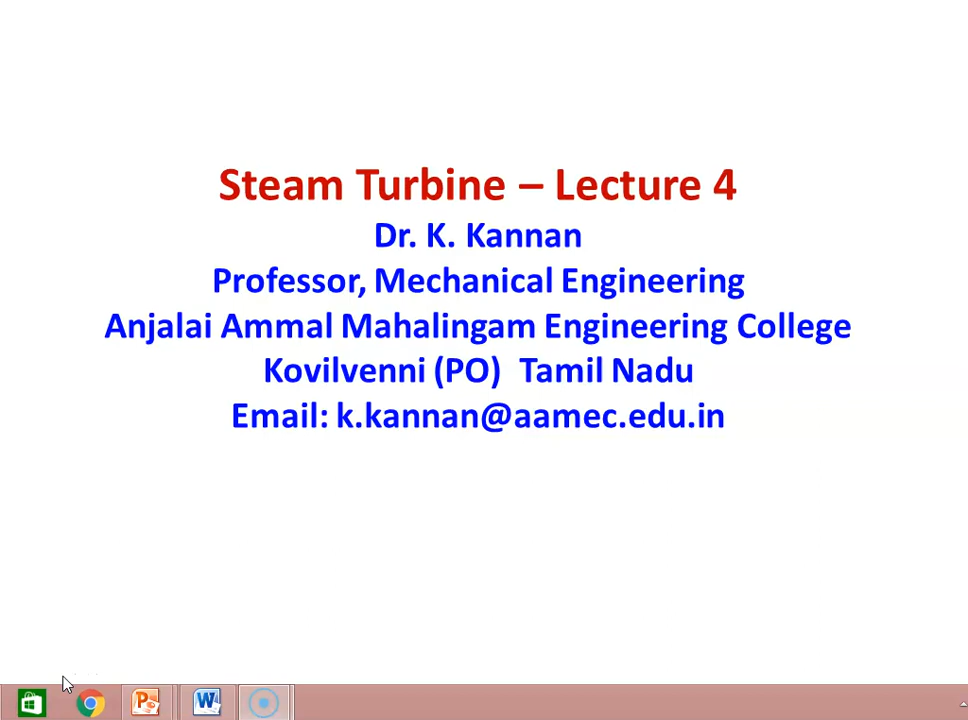 Steam Turbine – Lecture 4
Dr. K. Kannan
Professor, Mechanical Engineering
Anjalai Ammal Mahalingam Engineering College
Kovilvenni (PO) Tamil Nadu
Email: k.kannan@aamec.edu.in